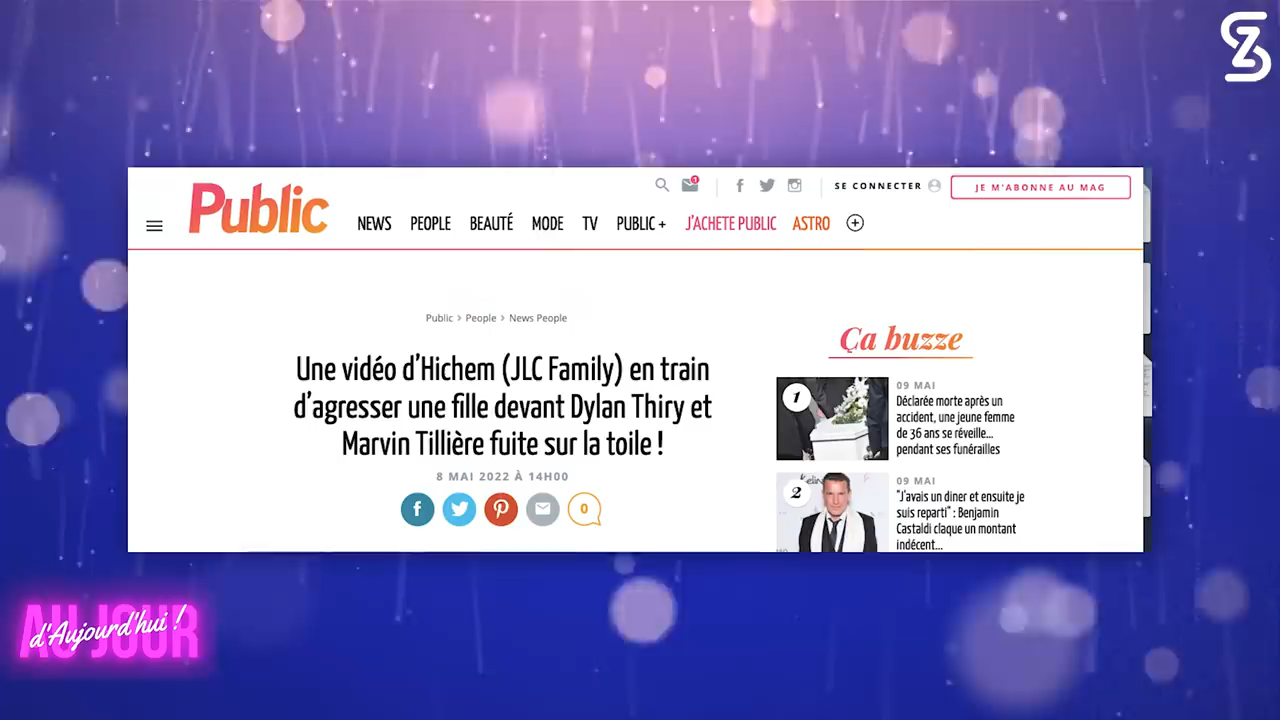 SZ
SE CONNECTER
JE M'ABONNE AU MAG
Public
NEWS PEOPLE BEAUTÉ MODE TV PUBLIC + J'ACHETE PUBLIC ASTRO
Public > People > News People
Une vidéo d'Hichem (JLC Family) en train
d'agresser une fille devant Dylan Thiry et
Marvin Tillière fuite sur la toile !
8 MAI 2022 À 14H00
0
Ça buzze
1
09 MAI
Déclarée morte après un
accident, une jeune femme
de 36 ans se réveille...
pendant ses funérailles
2
09 MAI
"J'avais un diner et ensuite je
suis reparti" : Benjamin
Castaldi claque un montant
indécent...
AU JOUR
d'Aujourd'hui !